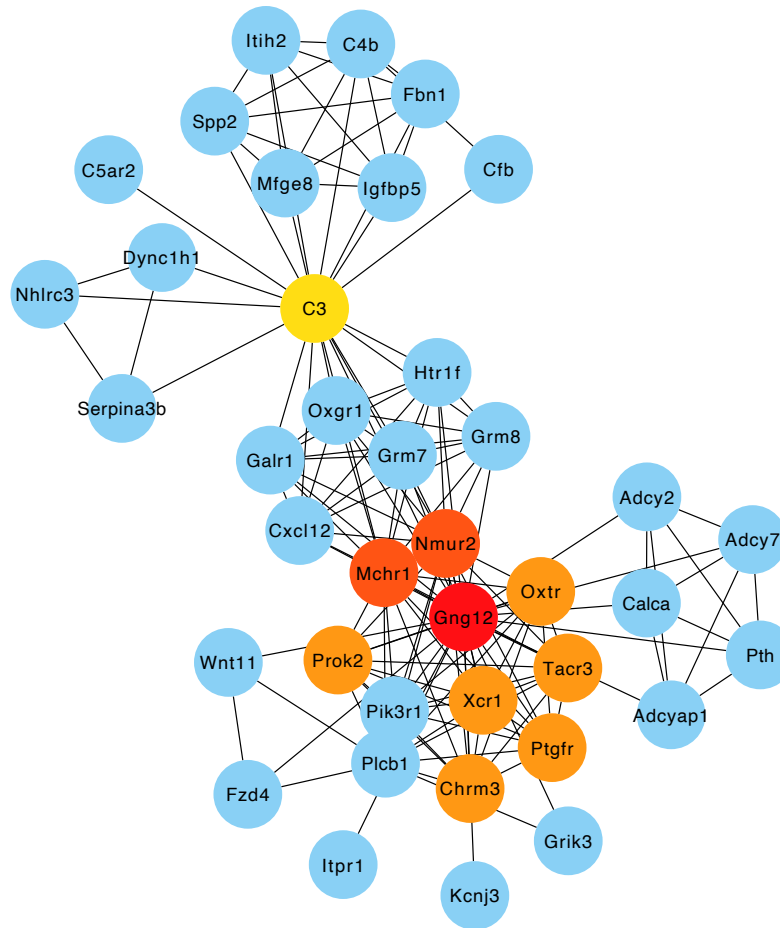 Itih2
C4b
Fbn1
Spp2
C5ar2
Mfge8
Igfbp5
Cfb
Dync1h1
Nhlrc3
C3
Htr1f
Serpina3b
Oxgr1
Grm8
Galr1
Grm7
Adcy2
Cxcl12
Nmur2
Adcy7
Mchr1
Oxtr
Calca
Gng12
Wnt11
Prok2
Tacr3
Pth
Xcr1
Pik3r1
Adcyap1
Ptgfr
Plcb1
Chrm3
Fzd4
Grik3
Itpr1
Kcnj3